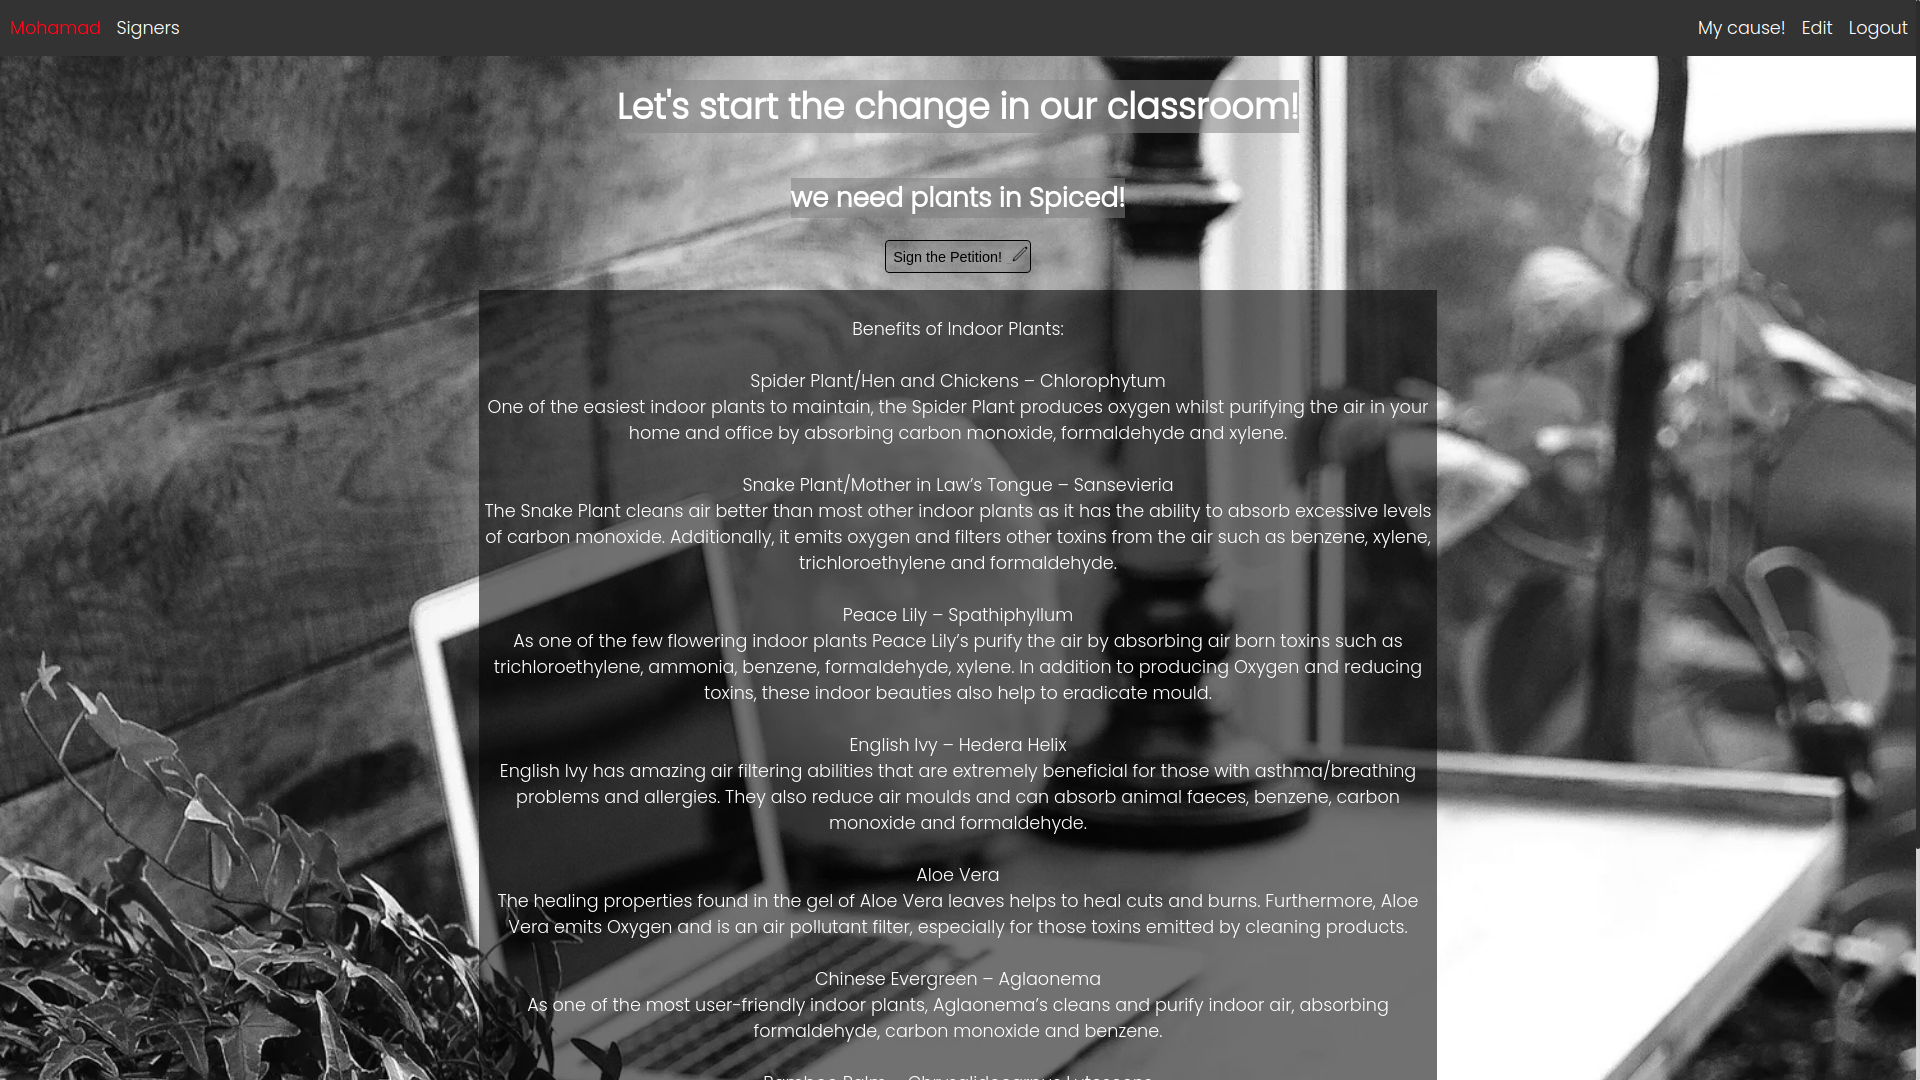 Mohamad Signers My cause! Edit Logout
Let's start the change in our classroom!
we need plants in Spiced!
Sign the Petition!
Benefits of Indoor Plants:
Spider Plant/Hen and Chickens – Chlorophytum
One of the easiest indoor plants to maintain, the Spider Plant produces oxygen whilst purifying the air in your
home and office by absorbing carbon monoxide, formaldehyde and xylene.
Snake Plant/Mother in Law’s Tongue – Sansevieria
The Snake Plant cleans air better than most other indoor plants as it has the ability to absorb excessive levels
of carbon monoxide. Additionally, it emits oxygen and filters other toxins from the air such as benzene, xylene,
trichloroethylene and formaldehyde.
Peace Lily – Spathiphyllum
As one of the few flowering indoor plants Peace Lily’s purify the air by absorbing air born toxins such as
trichloroethylene, ammonia, benzene, formaldehyde, xylene. In addition to producing Oxygen and reducing
toxins, these indoor beauties also help to eradicate mould.
English Ivy – Hedera Helix
English Ivy has amazing air filtering abilities that are extremely beneficial for those with asthma/breathing
problems and allergies. They also reduce air moulds and can absorb animal faeces, benzene, carbon
monoxide and formaldehyde.
Aloe Vera
The healing properties found in the gel of Aloe Vera leaves helps to heal cuts and burns. Furthermore, Aloe
Vera emits Oxygen and is an air pollutant filter, especially for those toxins emitted by cleaning products.
Chinese Evergreen – Aglaonema
As one of the most user-friendly indoor plants, Aglaonema’s cleans and purify indoor air, absorbing
formaldehyde, carbon monoxide and benzene.
Bamboo Palm – Chrysalidocarpus Lutescens